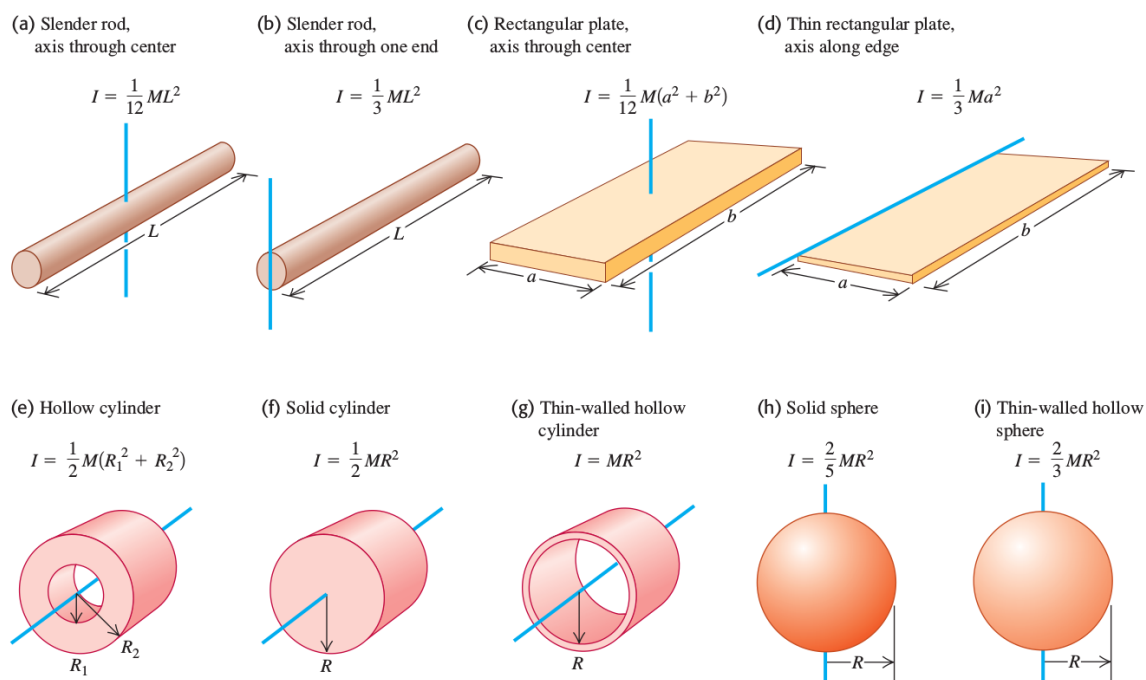 (a) Slender rod,
axis through center
I = 1/12 ML²
L
(b) Slender rod,
axis through one end
I = 1/3 ML²
L
(c) Rectangular plate,
axis through center
I = 1/12 M(a² + b²)
b
a
(d) Thin rectangular plate,
axis along edge
I = 1/3 Ma²
b
a
(e) Hollow cylinder
I = 1/2 M(R₁² + R₂²)
R₂
R₁
(f) Solid cylinder
I = 1/2 MR²
R
(g) Thin-walled hollow
cylinder
I = MR²
R
(h) Solid sphere
I = 2/5 MR²
R
(i) Thin-walled hollow
sphere
I = 2/3 MR²
R